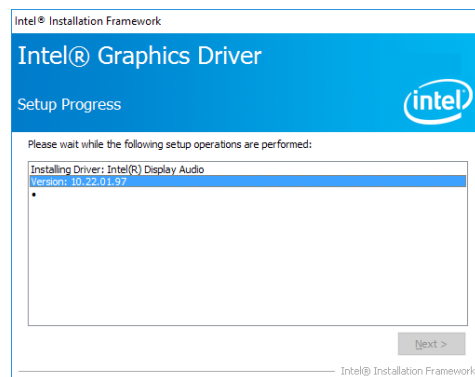 Intel® Installation Framework
Intel® Graphics Driver
Setup Progress
intel
Please wait while the following setup operations are performed:
Installing Driver: Intel(R) Display Audio
Version: 10.22.01.97
•
Next >
Intel® Installation Framework